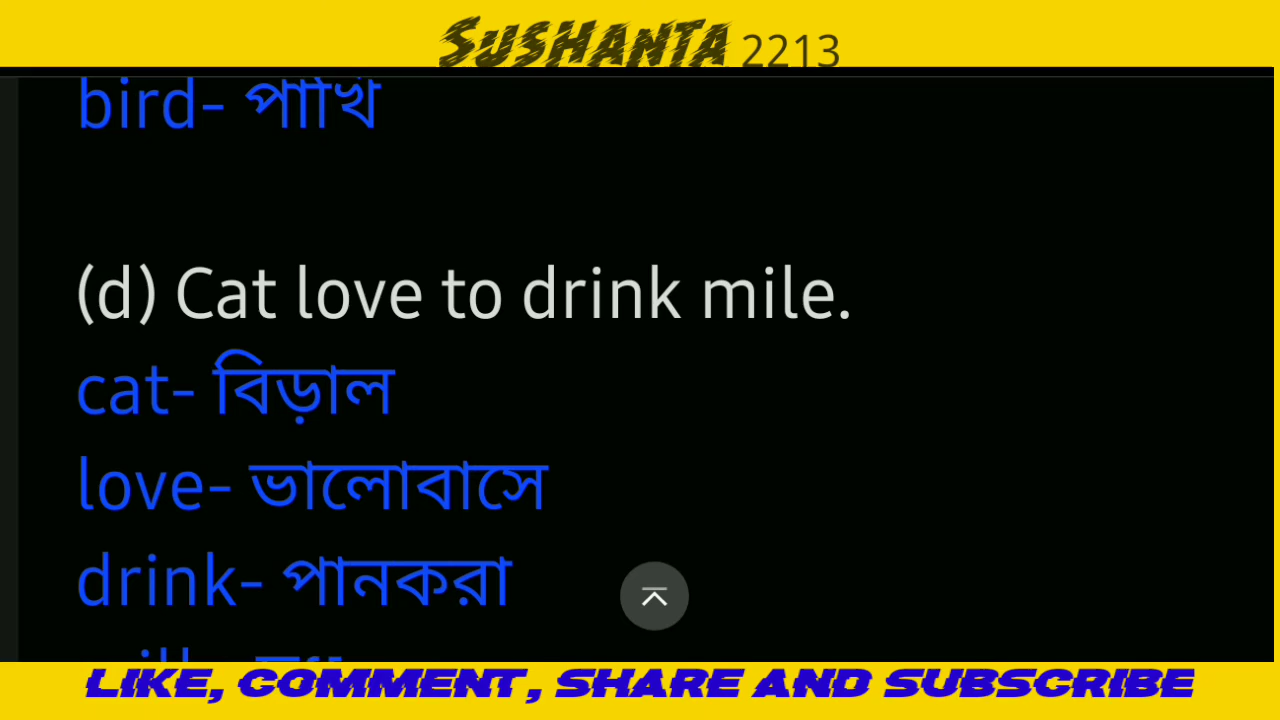 SUSHANTA 2213
bird- পাখি
(d) Cat love to drink mile.
cat- বিড়াল
love- ভালোবাসে
drink- পানকরা
LIKE, COMMENT, SHARE AND SUBSCRIBE